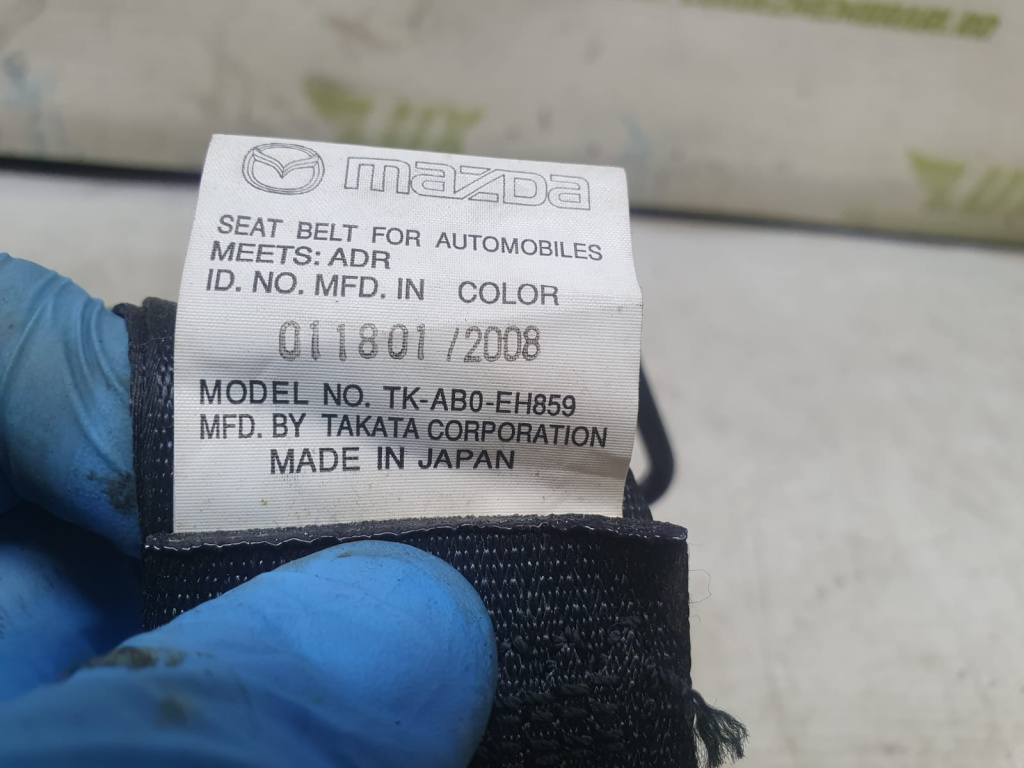 mazda
SEAT BELT FOR AUTOMOBILES
MEETS: ADR
ID. NO. MFD. IN COLOR
011801/2008
MODEL NO. TK-AB0-EH859
MFD. BY TAKATA CORPORATION
MADE IN JAPAN